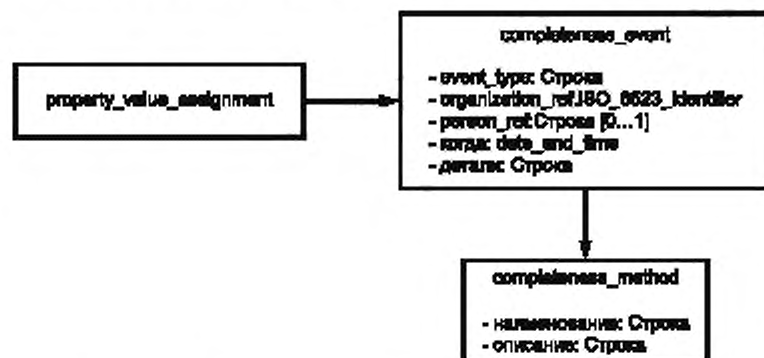 completeness_event
- event_type: Строка
- organization_ref:ISO_6523_identifier
property_value_assignment
- person_ref:Строка [0...1]
- когда: date_and_time
- детали: Строка
completeness_method
- наименование: Строка
- описание: Строка